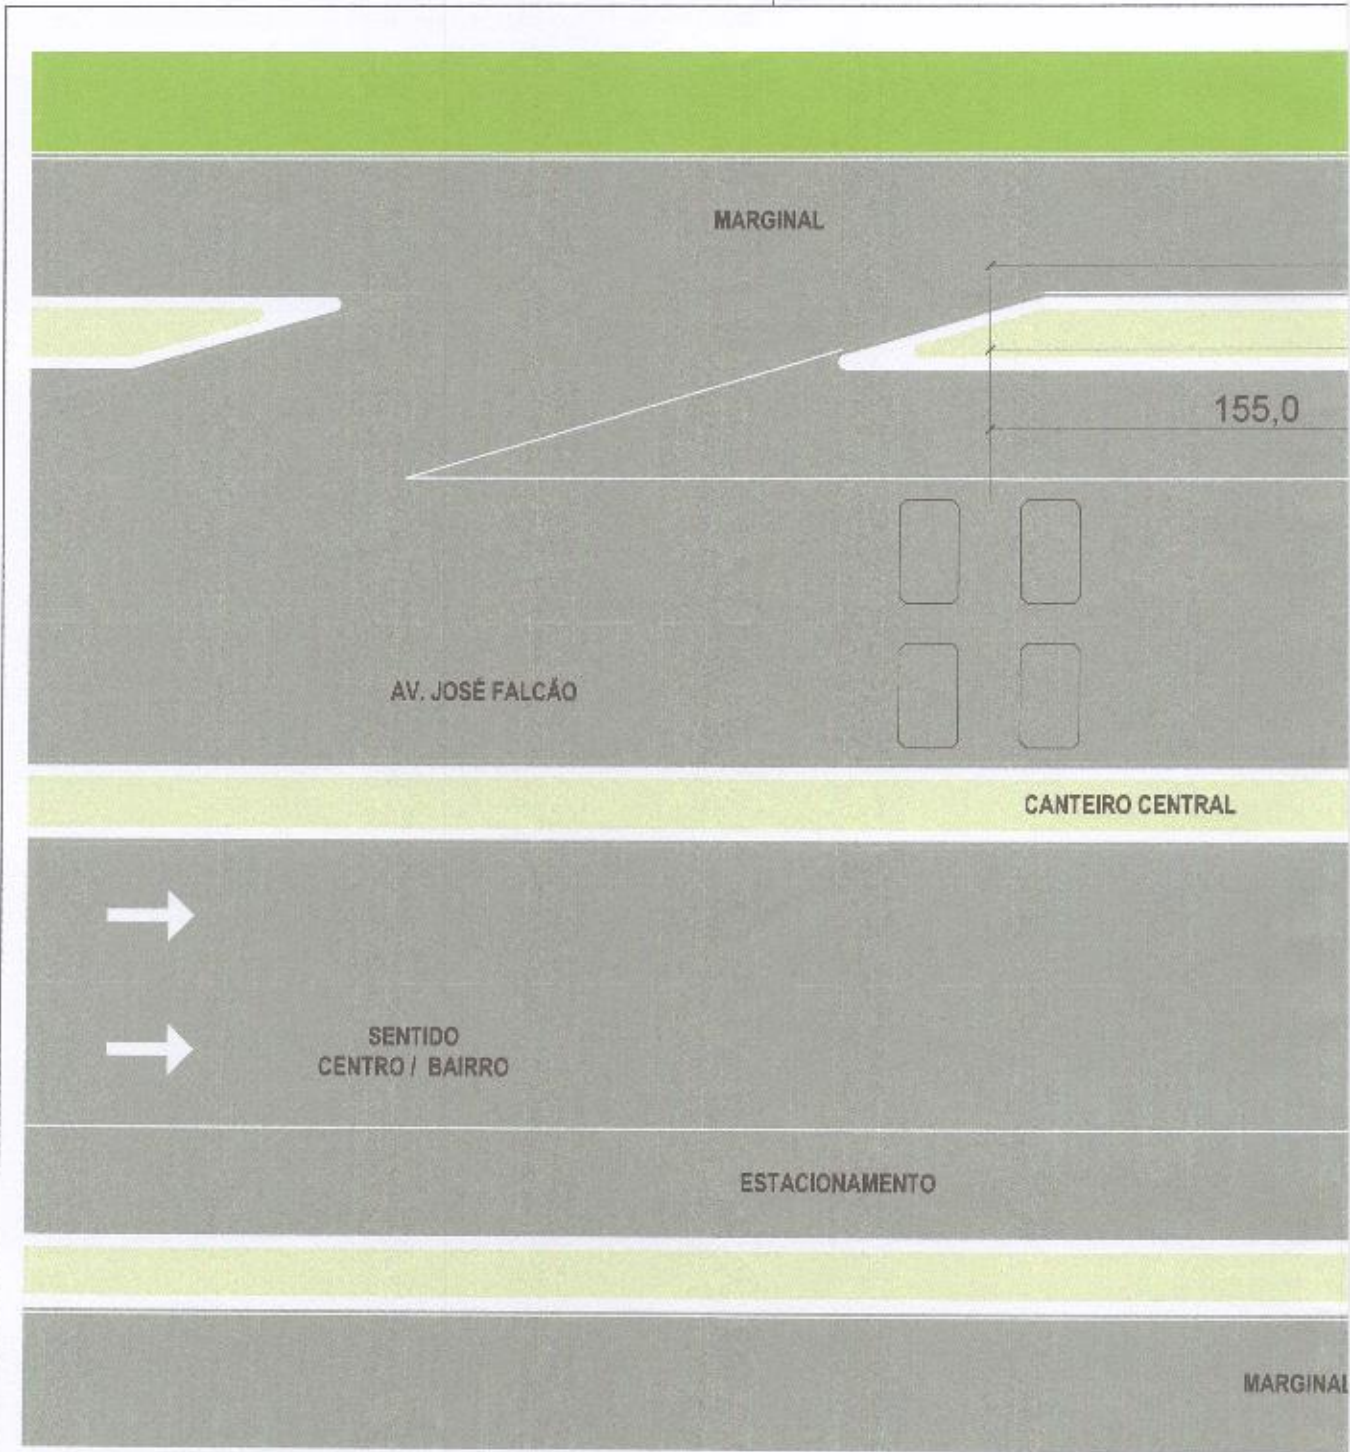 MARGINAL
155,0
AV. JOSÉ FALCÃO
CANTEIRO CENTRAL
SENTIDO
CENTRO / BAIRRO
ESTACIONAMENTO
MARGINAL